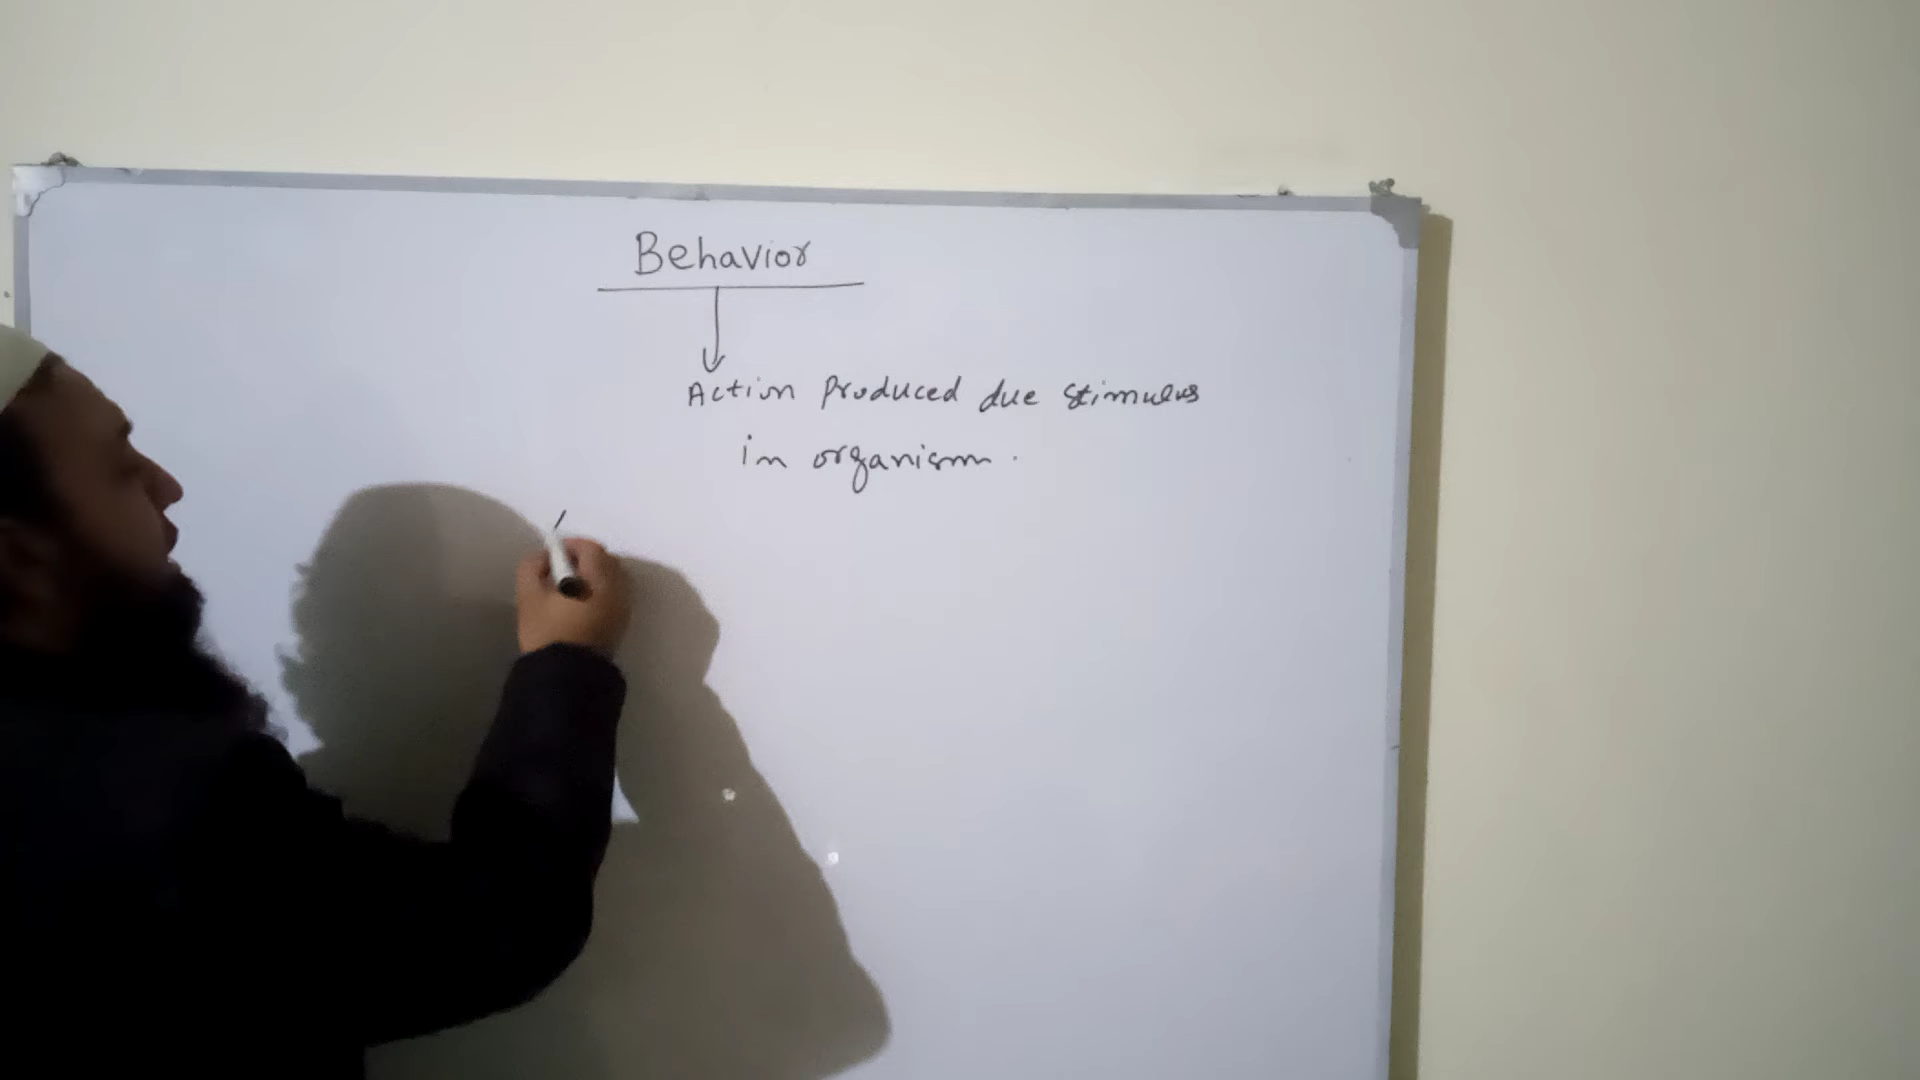 Behavior
Action Produced due stimulus
in organism.